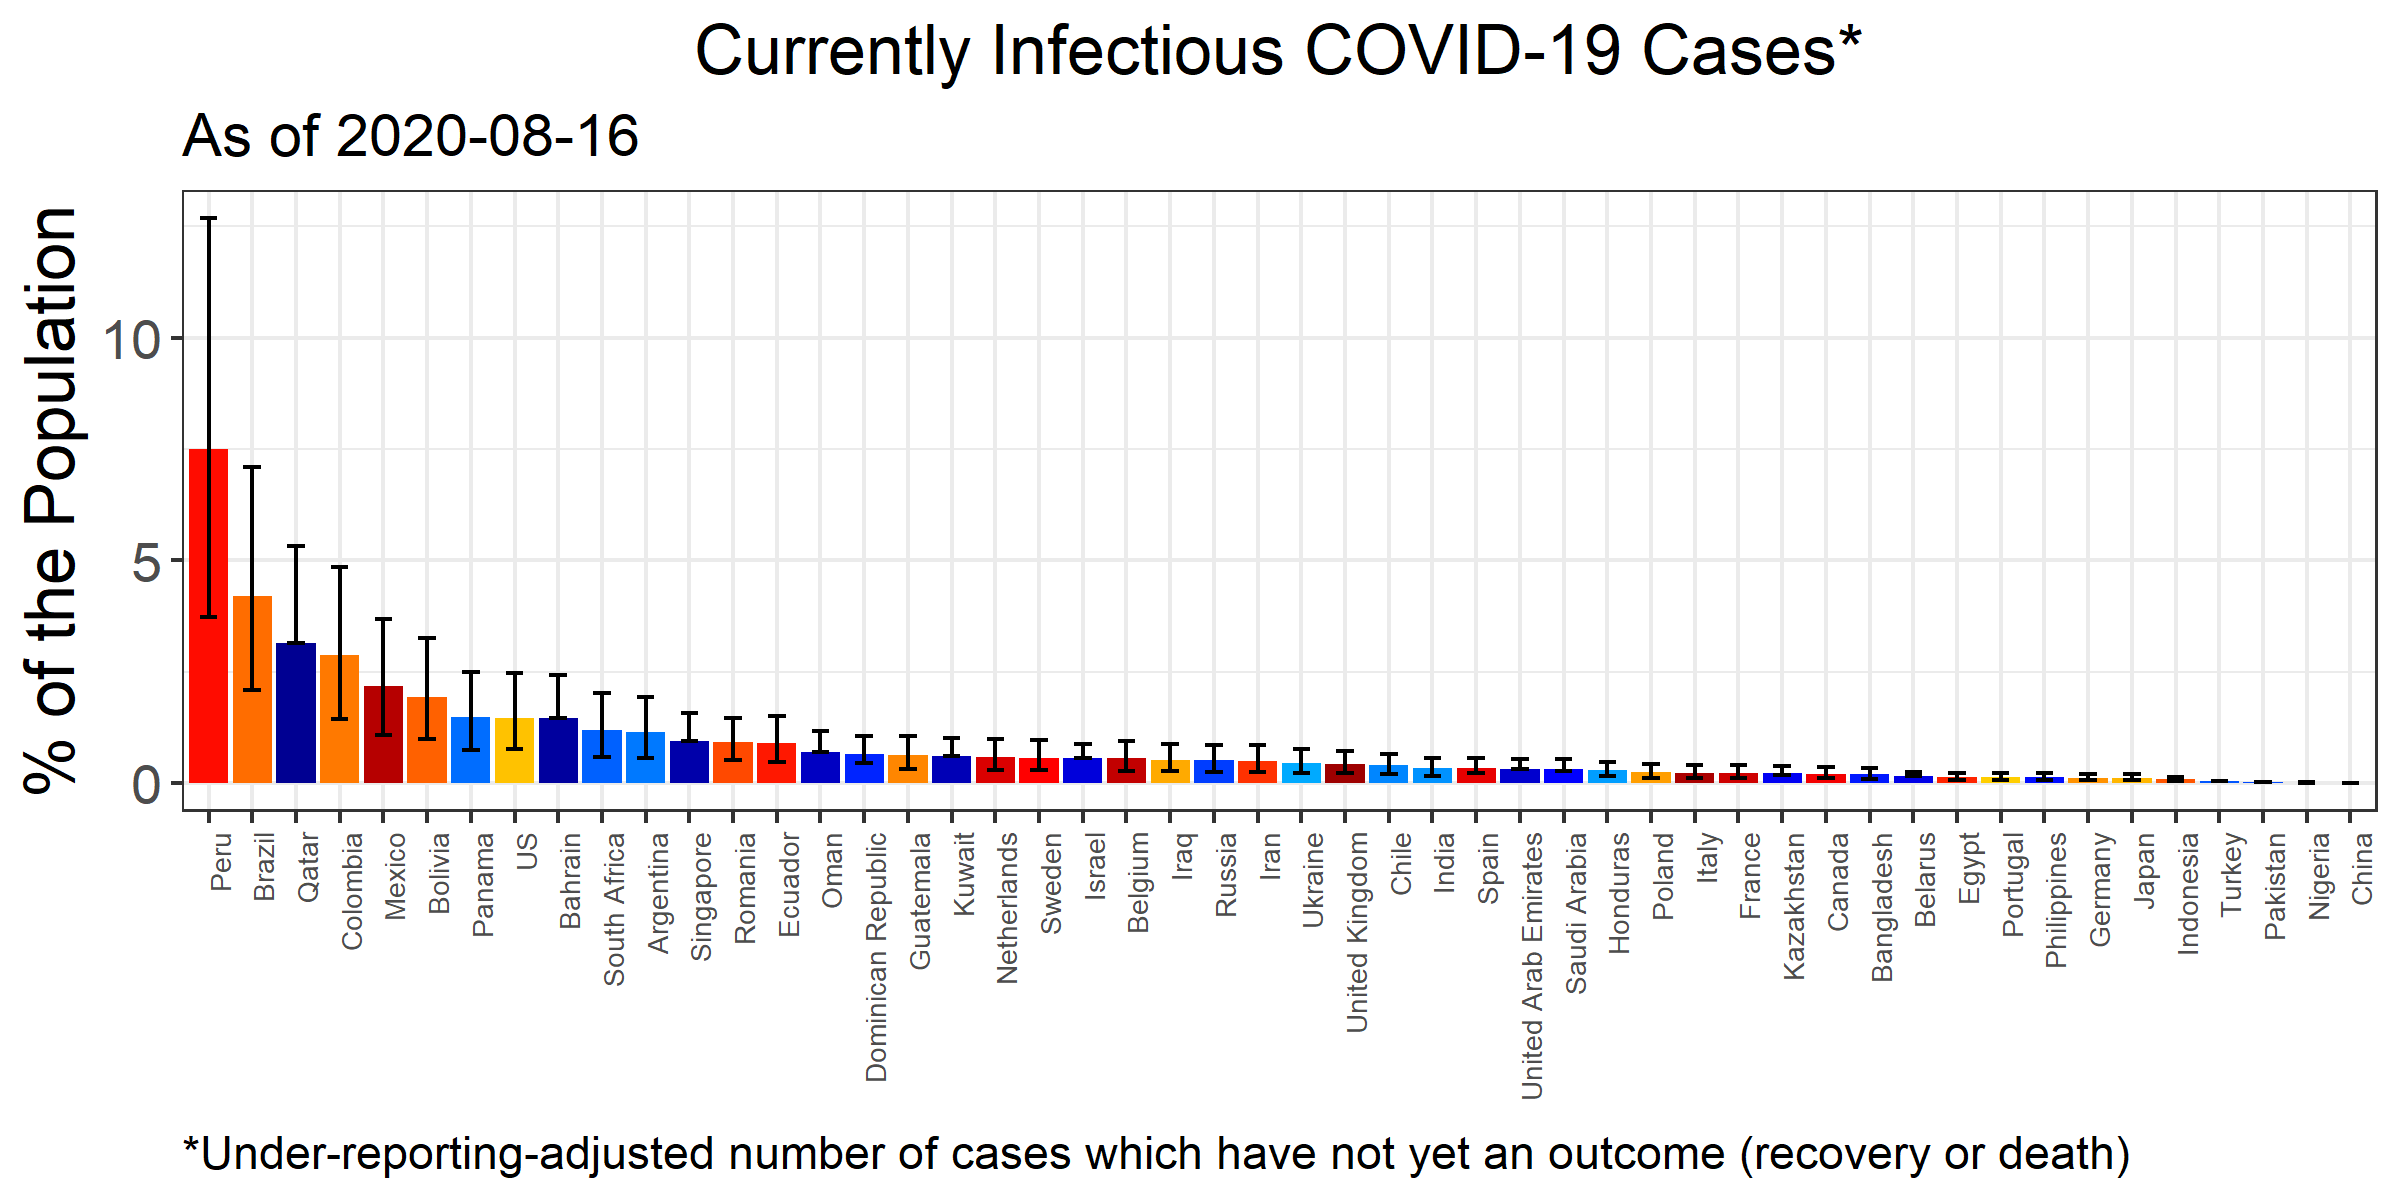 Currently Infectious COVID-19 Cases*
As of 2020-08-16
% of the Population
10
5
0
Peru
Brazil
Qatar
Colombia
Mexico
Bolivia
Panama
US
Bahrain
South Africa
Argentina
Singapore
Romania
Ecuador
Oman
Dominican Republic
Guatemala
Kuwait
Netherlands
Sweden
Israel
Belgium
Iraq
Russia
Iran
Ukraine
United Kingdom
Chile
India
Spain
United Arab Emirates
Saudi Arabia
Honduras
Poland
Italy
France
Kazakhstan
Canada
Bangladesh
Belarus
Egypt
Portugal
Philippines
Germany
Japan
Indonesia
Turkey
Pakistan
Nigeria
China
*Under-reporting-adjusted number of cases which have not yet an outcome (recovery or death)